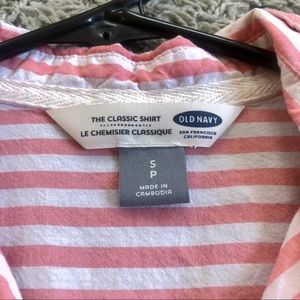 THE CLASSIC SHIRT
LE CHEMISIER CLASSIQUE
OLD NAVY
SAN FRANCISCO
CALIFORNIA
S
P
MADE IN
CAMBODIA